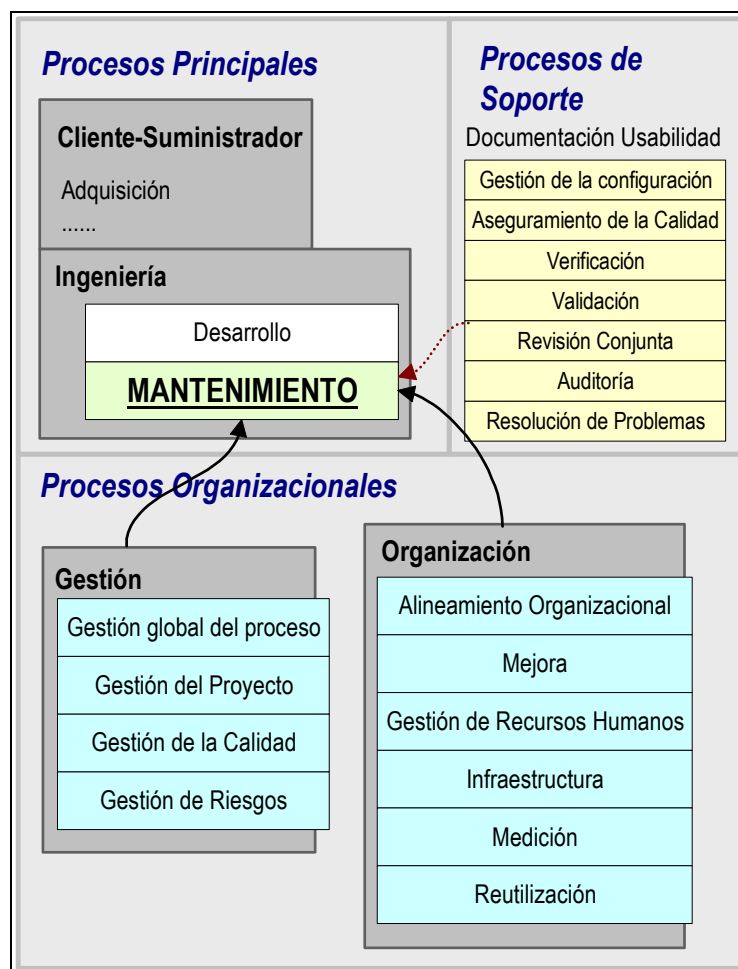 Procesos Principales
Cliente-Suministrador
Adquisición
......
Ingeniería
Desarrollo
MANTENIMIENTO
Procesos de
Soporte
Documentación Usabilidad
Gestión de la configuración
Aseguramiento de la Calidad
Verificación
Validación
Revisión Conjunta
Auditoría
Resolución de Problemas
Procesos Organizacionales
Gestión
Gestión global del proceso
Gestión del Proyecto
Gestión de la Calidad
Gestión de Riesgos
Organización
Alineamiento Organizacional
Mejora
Gestión de Recursos Humanos
Infraestructura
Medición
Reutilización